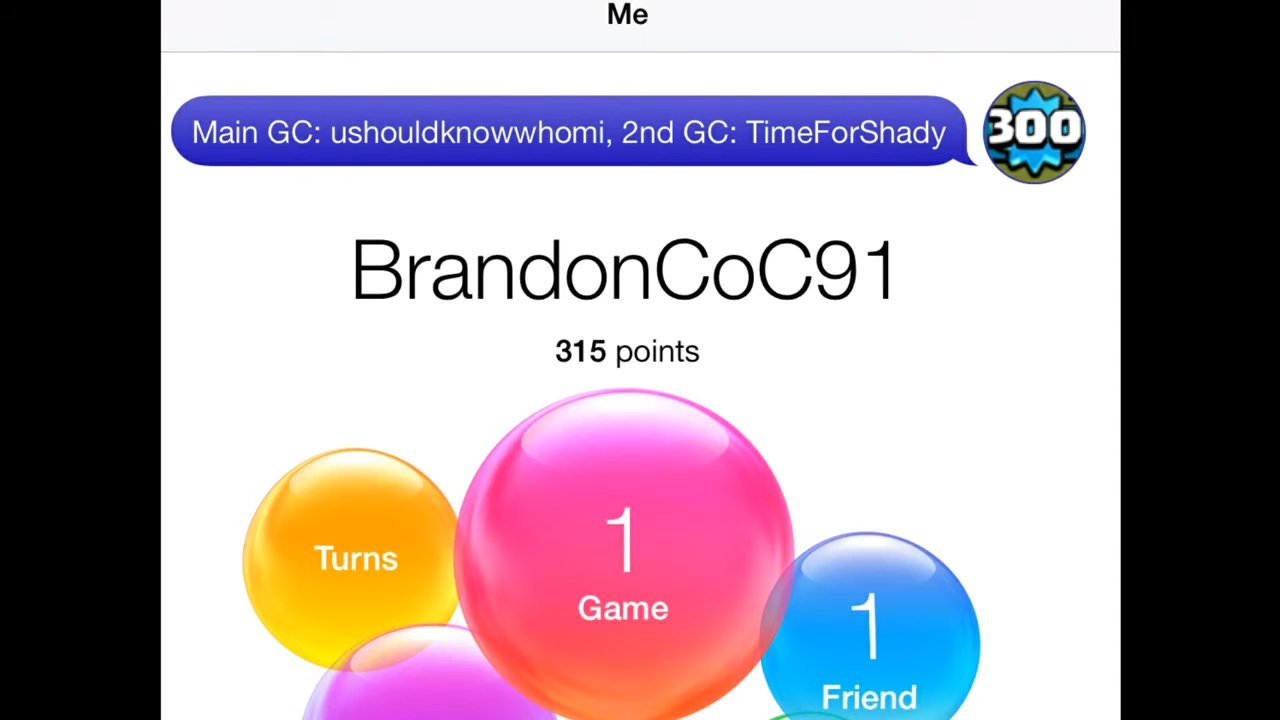 Me
Main GC: ushouldknowwhomi, 2nd GC: TimeForShady
300
BrandonCoC91
315 points
Turns
1
Game
1
Friend